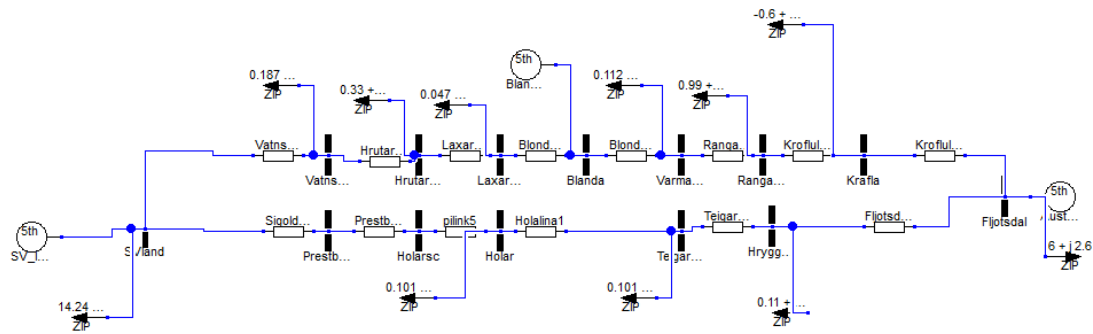 -0.6 + ...
ZIP
5th
Blan...
0.187 ...
ZIP
0.33 + ...
ZIP
0.047 ...
ZIP
0.112 ...
ZIP
0.99 + ...
ZIP
Vatns...
Hrutar...
Laxar...
Blond...
Blond...
Ranga...
Kroflul...
Kroflul...
Vatns...
Hrutar...
Laxar...
Blanda
Varma...
Ranga...
Krafla
5th
Fljotsdal
5th
SV_l...
Sigold...
Prestb...
pilink5
Holalina1
Teigar...
Fljotsd...
Prestb...
Holarsc
Holar
Teigar...
Hrygg...
6 + j 2.6
ZIP
14.24 ...
ZIP
0.101 ...
ZIP
0.101 ...
ZIP
0.11 + ...
ZIP